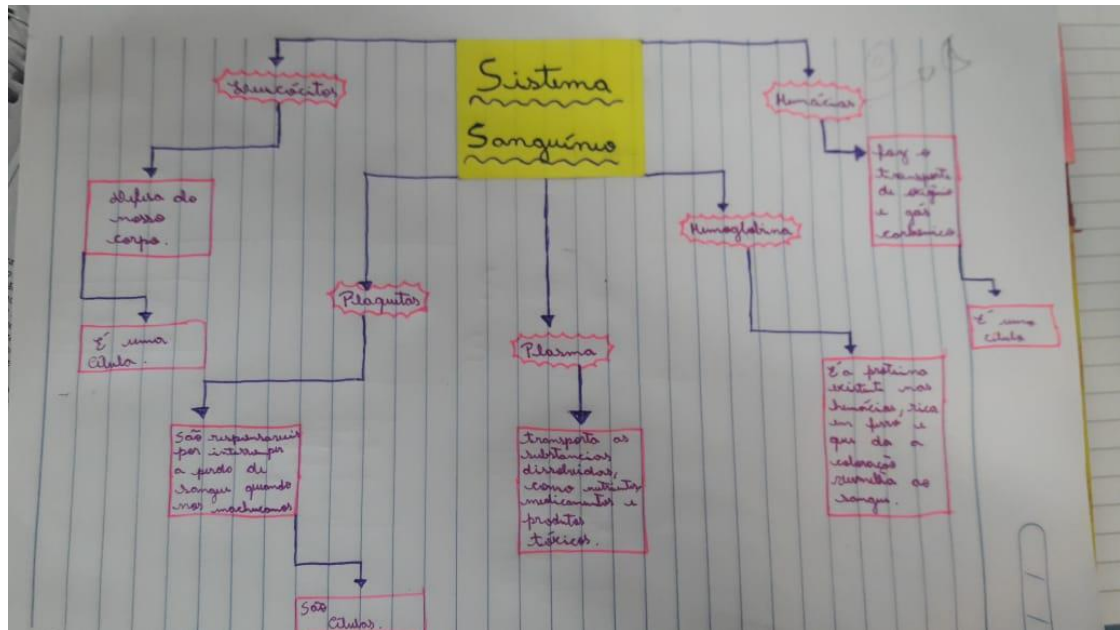 Sistema
Sanguíneo
Leucócitos
defesa do
nosso
corpo.
É uma
célula.
Plaquetas
São responsáveis
por interromper
a perda de
sangue quando
nos machucamos
São
Células.
Plasma
transporta as
substâncias
dissolvidas,
como nutrientes
medicamentos e
produtos
tóxicos.
Hemoglobina
É a proteína
existente nas
hemácias, rica
em ferro e
que dá a
coloração
vermelha ao
sangue.
Hemácias
faz o
transporte
de
e gás
carbônico
É uma
célula